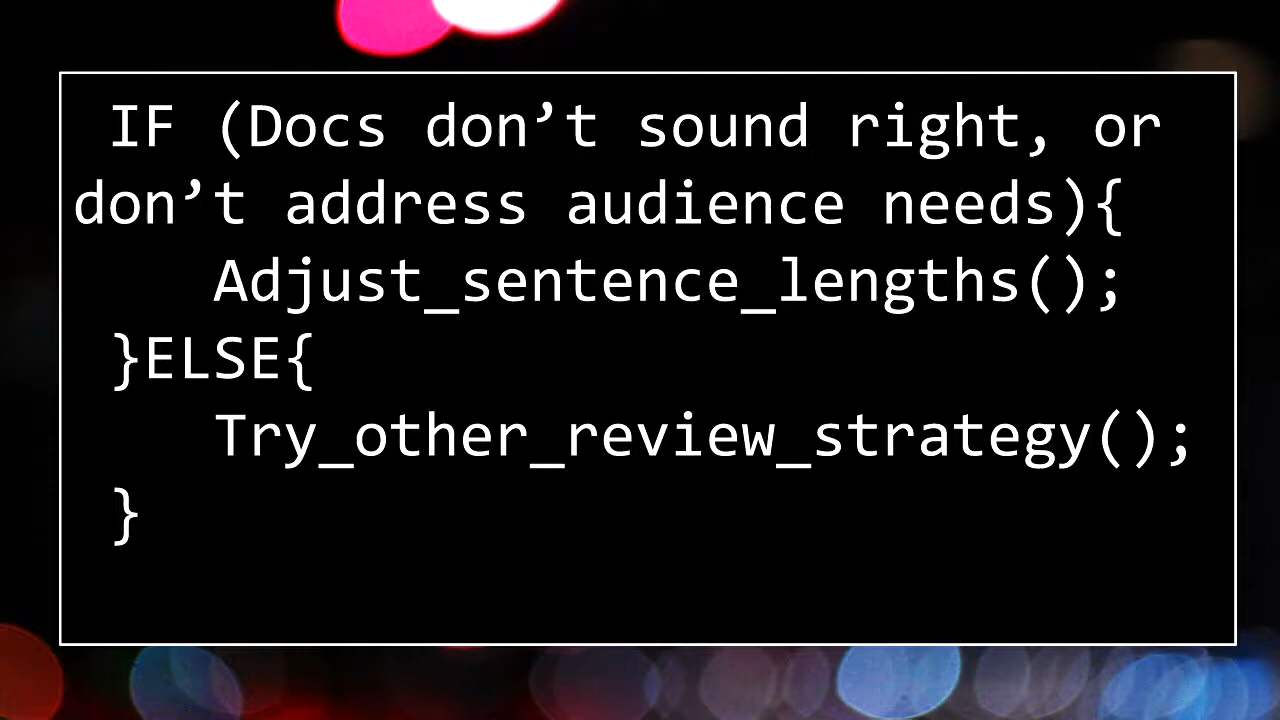 IF (Docs don’t sound right, or
don’t address audience needs){
Adjust_sentence_lengths();
}ELSE{
Try_other_review_strategy();
}